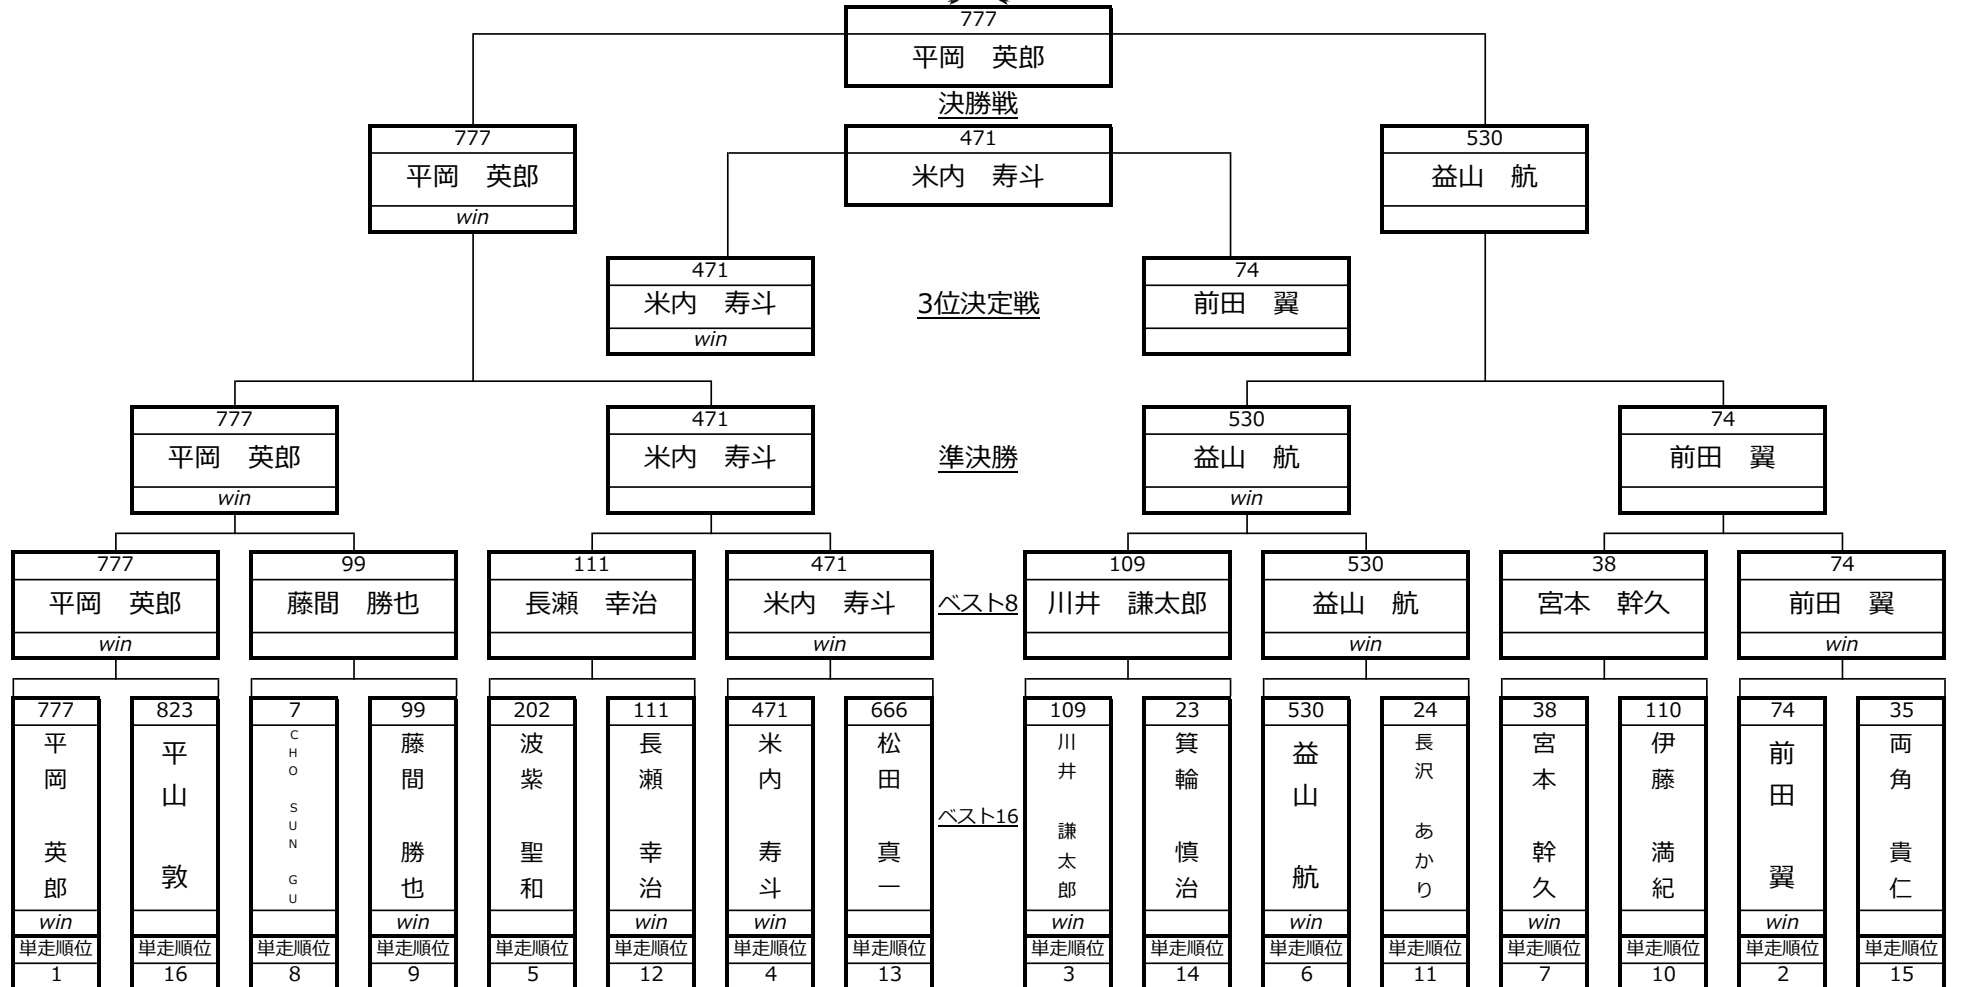 777
平岡　英郎
決勝戦
777
平岡　英郎
win
471
米内　寿斗
530
益山　航
471
米内　寿斗
win
3位決定戦
74
前田　翼
777
平岡　英郎
win
471
米内　寿斗
準決勝
530
益山　航
win
74
前田　翼
777
平岡　英郎
win
99
藤間　勝也
111
長瀬　幸治
471
米内　寿斗
win
ベスト8
109
川井　謙太郎
530
益山　航
win
38
宮本　幹久
74
前田　翼
win
777
平岡　英郎
win
単走順位
1
823
平山　敦
単走順位
16
7
CHO SUN GU
単走順位
8
99
藤間　勝也
win
単走順位
9
202
波紫　聖和
単走順位
5
111
長瀬　幸治
win
単走順位
12
471
米内　寿斗
win
単走順位
4
666
松田　真一
単走順位
13
ベスト16
109
川井　謙太郎
win
単走順位
3
23
箕輪　慎治
単走順位
14
530
益山　航
win
単走順位
6
24
長沢　あかり
単走順位
11
38
宮本　幹久
win
単走順位
7
110
伊藤　満紀
単走順位
10
74
前田　翼
win
単走順位
2
35
両角　貴仁
単走順位
15